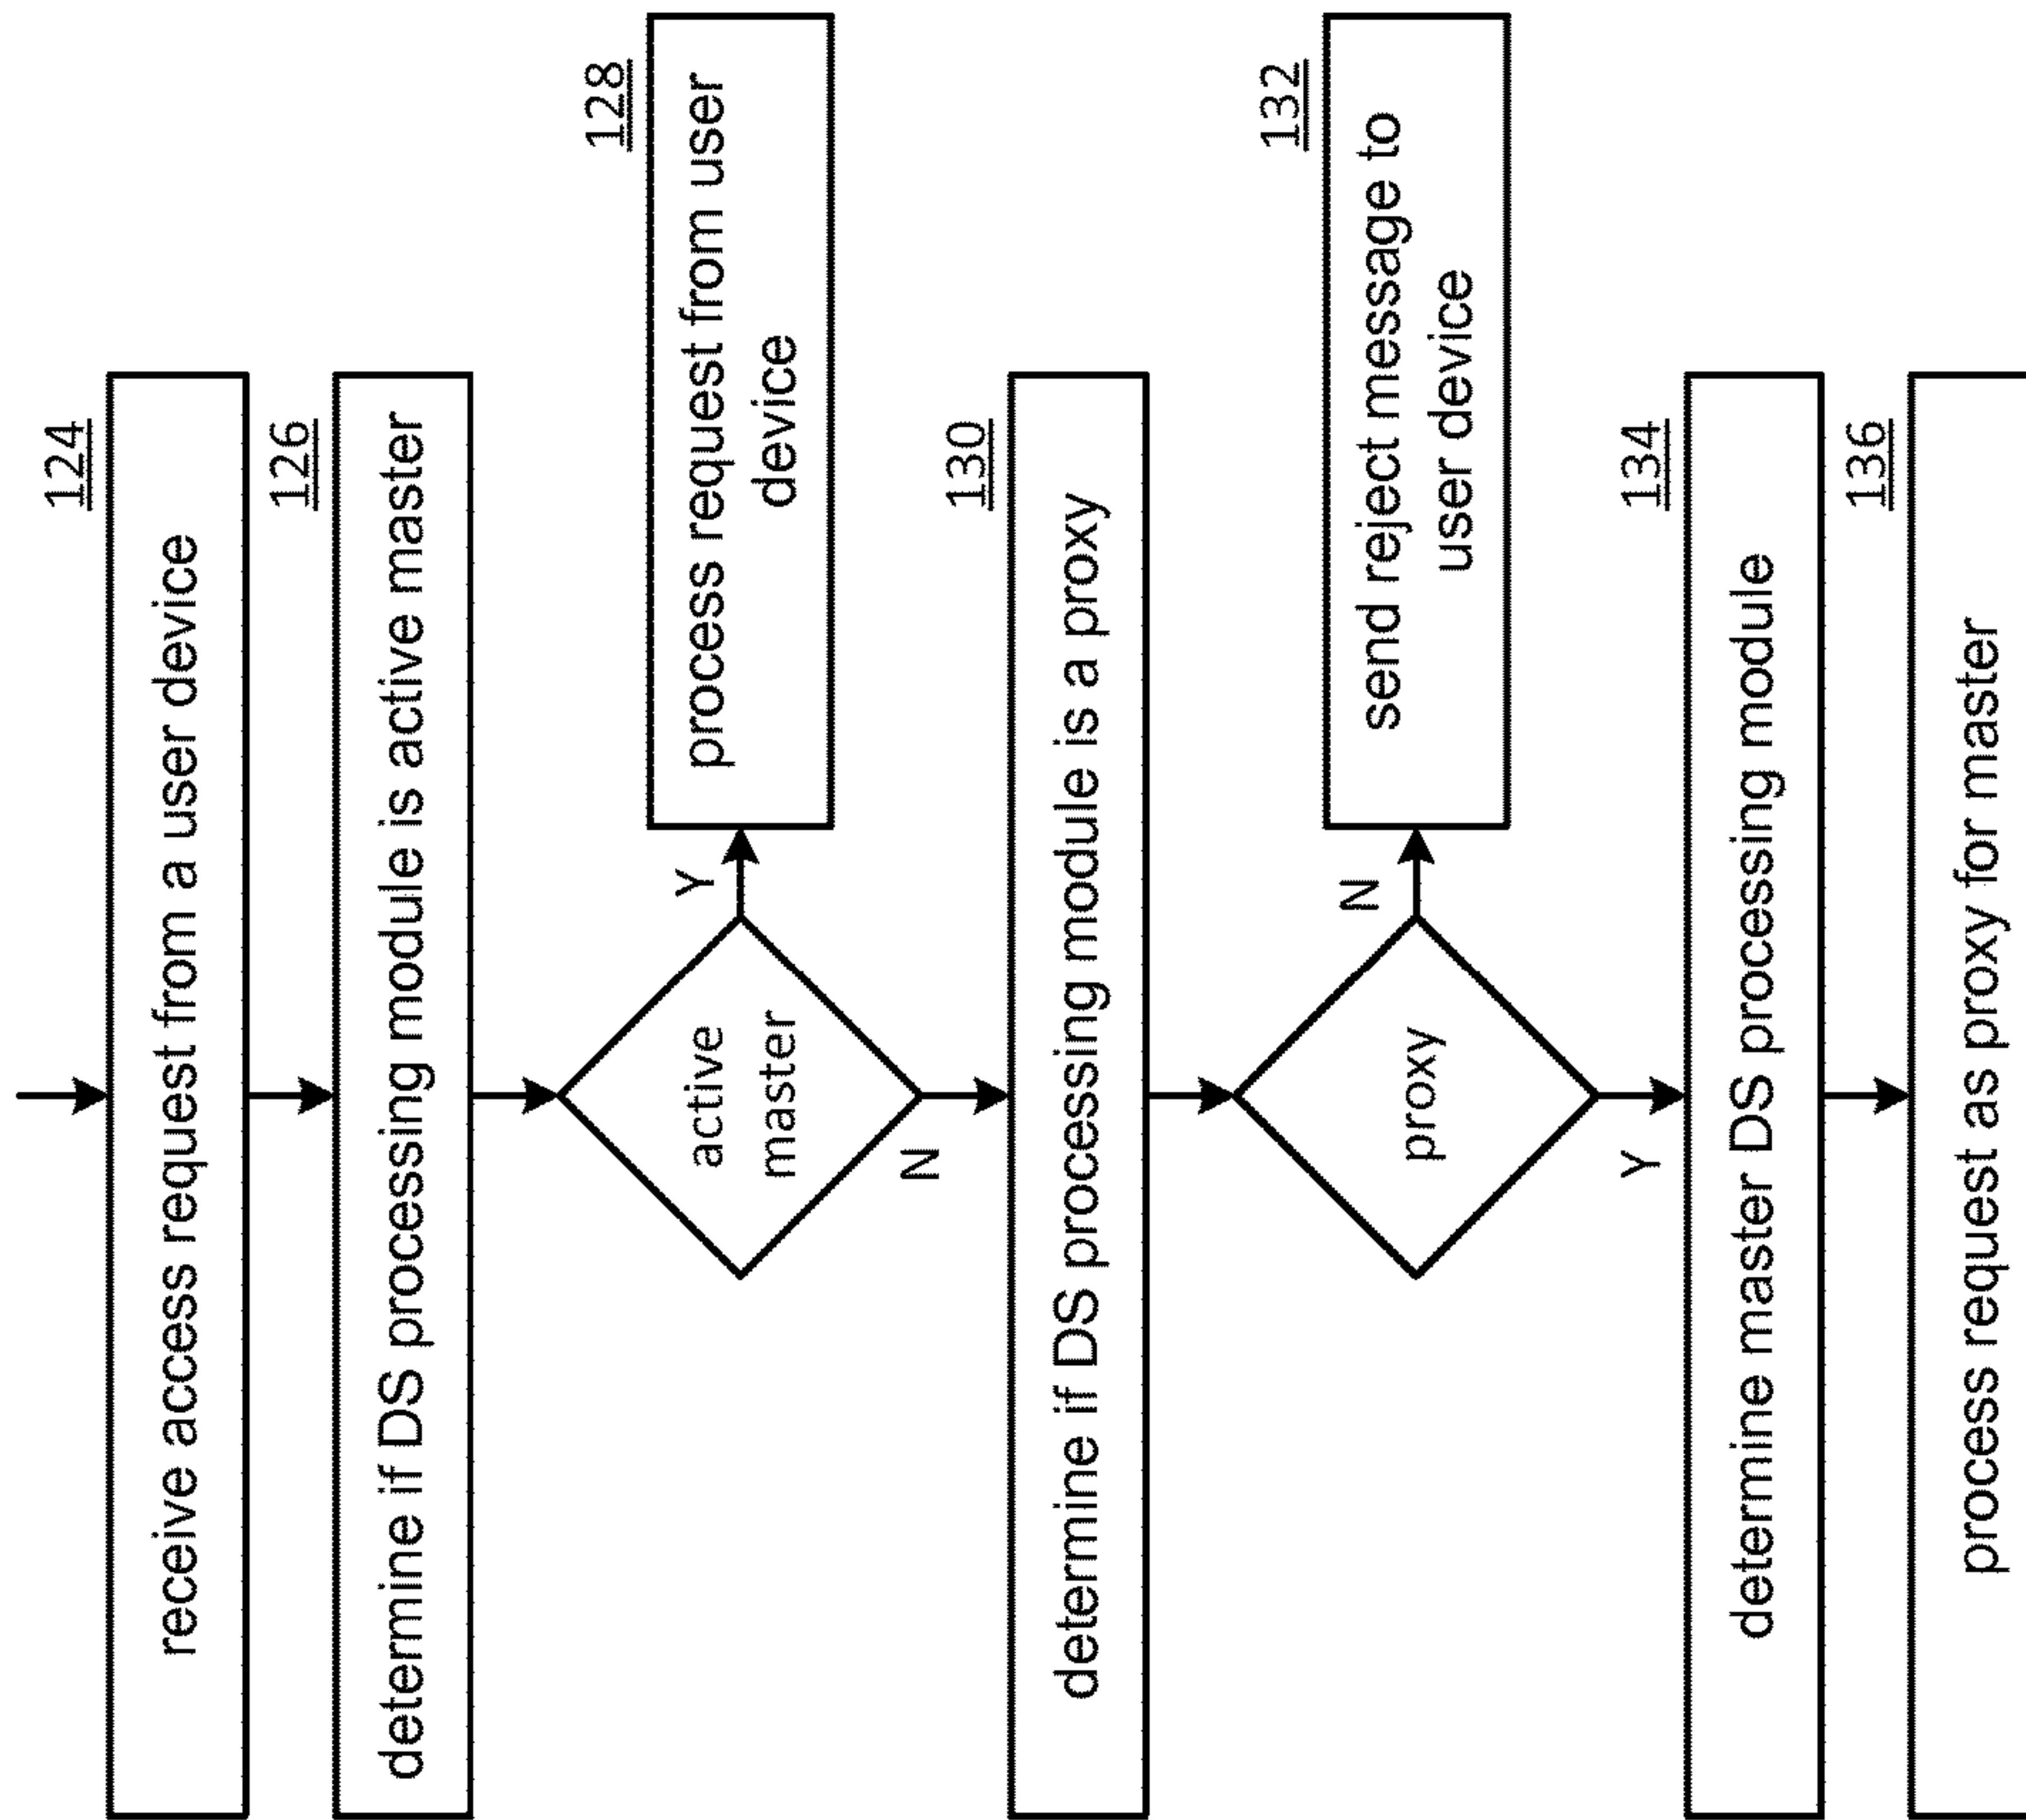 124
receive access request from a user device
126
determine if DS processing module is active master
active
master
Y
128
process request from user
device
N
130
determine if DS processing module is a proxy
proxy
N
132
send reject message to
user device
Y
134
determine master DS processing module
136
process request as proxy for master